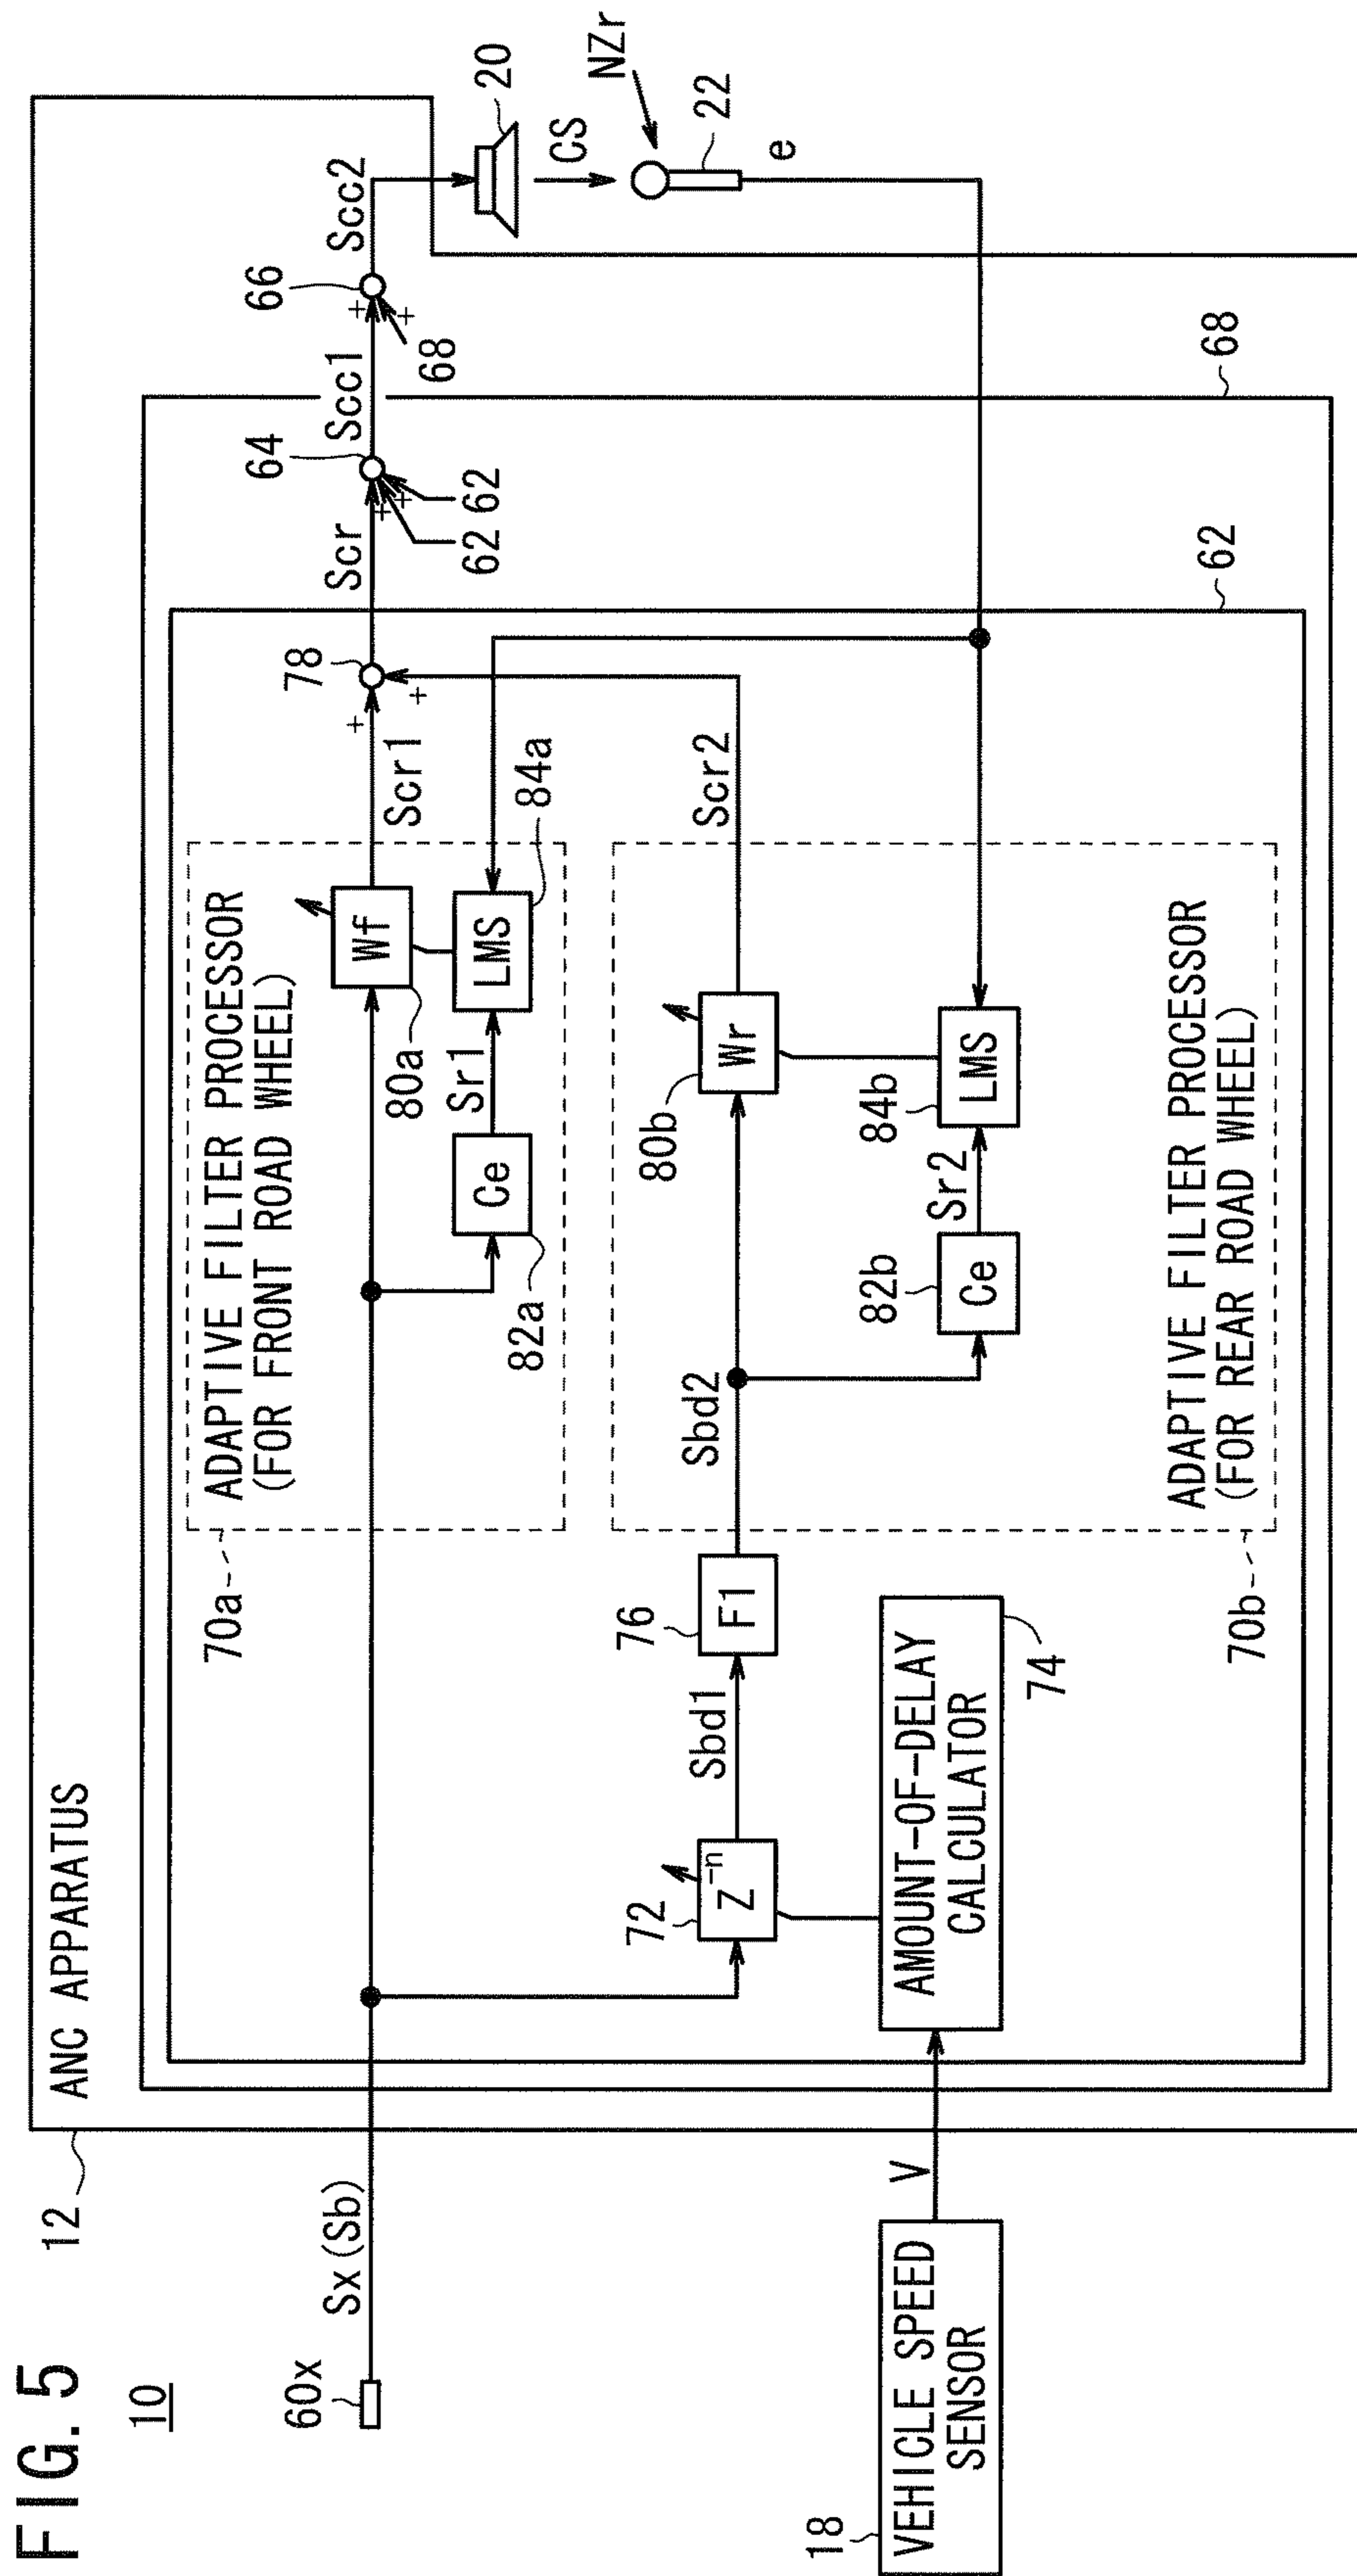 FIG. 5
10
12
ANC APPARATUS
60x
Sx(Sb)
70a
ADAPTIVE FILTER PROCESSOR
(FOR FRONT ROAD WHEEL)
82a
Ce
Sr1
80a
Wf
LMS
84a
Scr1
+
+
78
Scr
64
+
+
62
62
Scc1
66
+
+
68
Scc2
20
CS
NZr
22
e
72
Z-n
Sbd1
76
F1
Sbd2
80b
Wr
Scr2
82b
Ce
Sr2
84b
LMS
ADAPTIVE FILTER PROCESSOR
(FOR REAR ROAD WHEEL)
70b
62
68
18
VEHICLE SPEED
SENSOR
V
AMOUNT-OF-DELAY
CALCULATOR
74